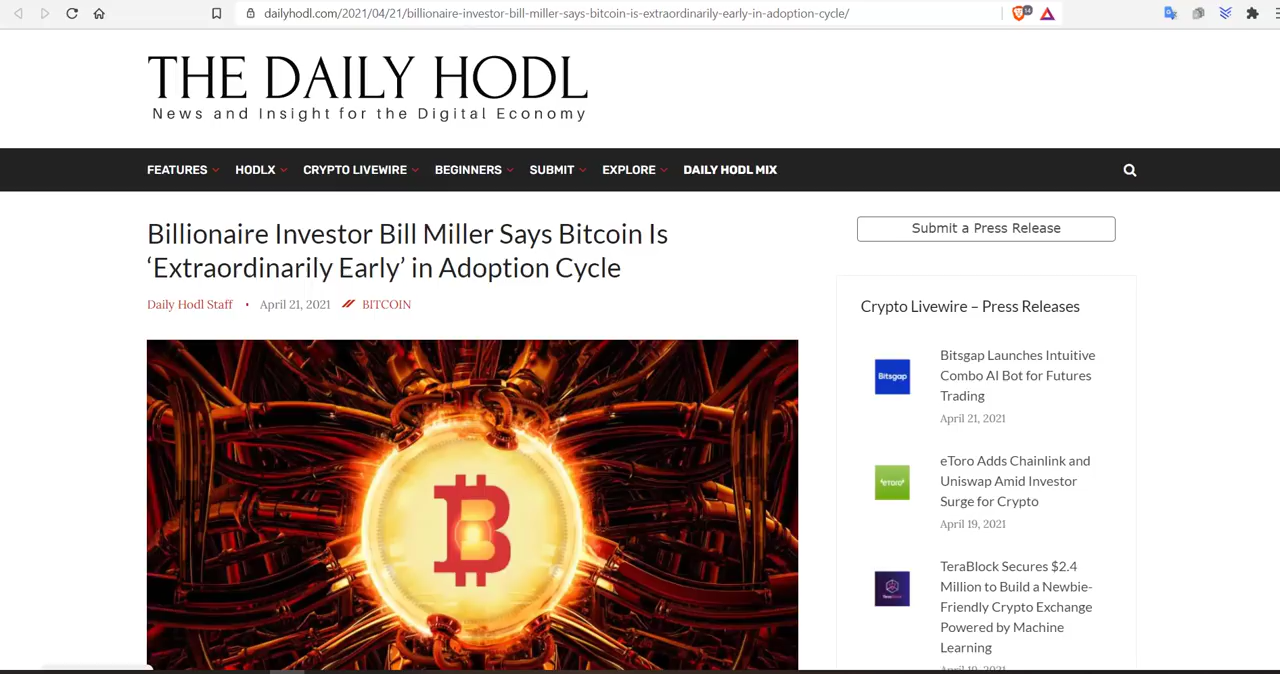 dailyhodl.com/2021/04/21/billionaire-investor-bill-miller-says-bitcoin-is-extraordinarily-early-in-adoption-cycle/
14
THE DAILY HODL
News and Insight for the Digital Economy
FEATURES HODLX CRYPTO LIVEWIRE BEGINNERS SUBMIT EXPLORE DAILY HODL MIX
Billionaire Investor Bill Miller Says Bitcoin Is
‘Extraordinarily Early’ in Adoption Cycle
Daily Hodl Staff • April 21, 2021 BITCOIN
Submit a Press Release
Crypto Livewire – Press Releases
Bitsgap
Bitsgap Launches Intuitive
Combo AI Bot for Futures
Trading
April 21, 2021
eToro
eToro Adds Chainlink and
Uniswap Amid Investor
Surge for Crypto
April 19, 2021
TeraBlock Secures $2.4
Million to Build a Newbie-
Friendly Crypto Exchange
Powered by Machine
Learning
April 19, 2021